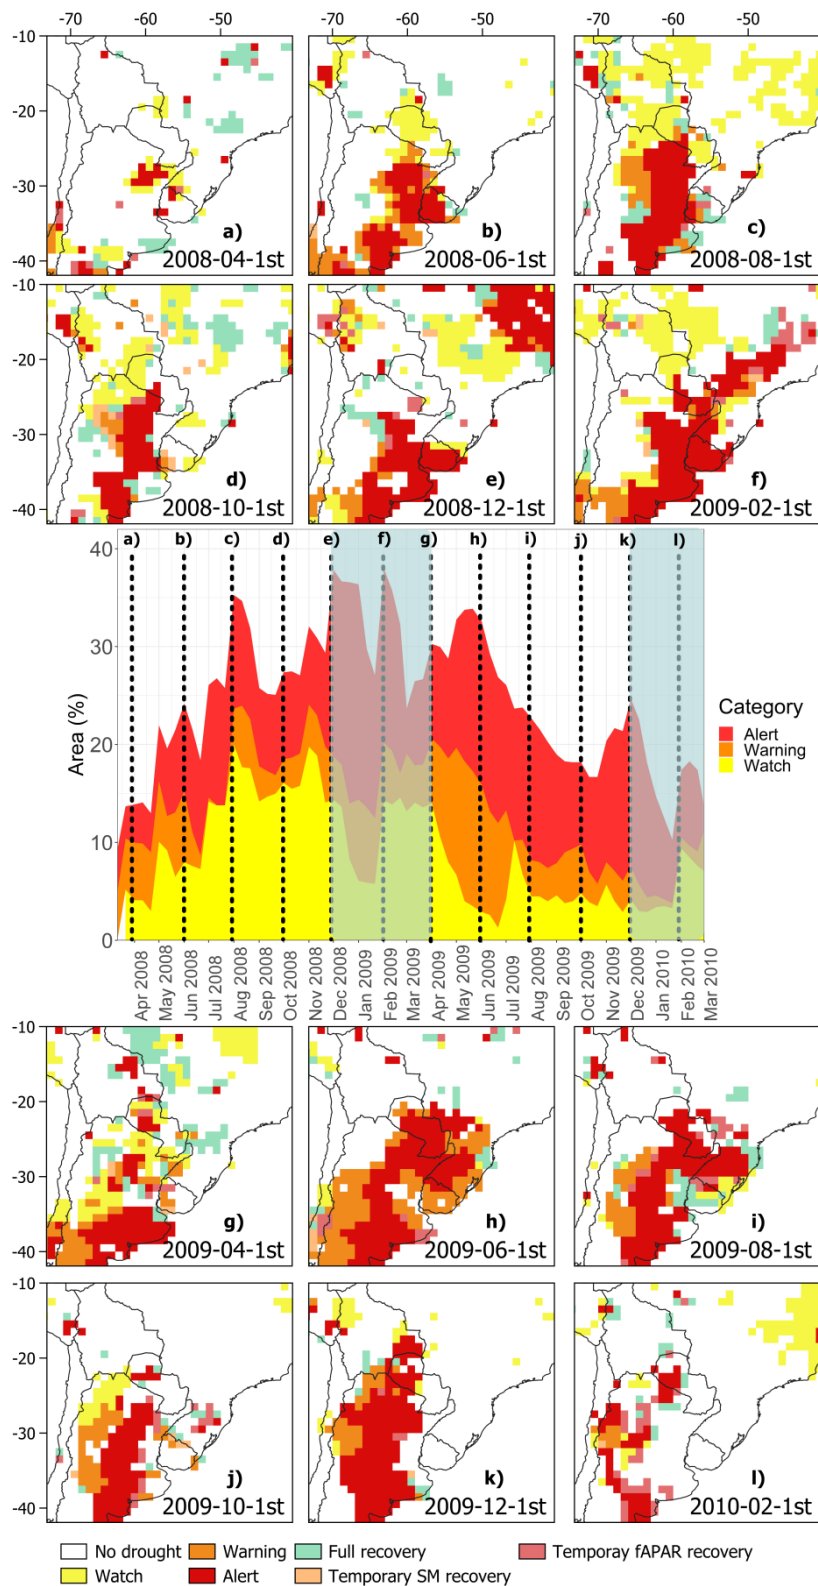 -70 -60 -50
-70 -60 -50
-70 -60 -50
-10
-20
-30
-40
a)
2008-04-1st
b)
2008-06-1st
c)
2008-08-1st
-10
-20
-30
-40
d)
2008-10-1st
e)
2008-12-1st
f)
2009-02-1st
a) b) c) d) e) f) g) h) i) j) k) l)
40
30
20
10
0
Area (%)
Category
Alert
Warning
Watch
Apr 2008
May 2008
Jun 2008
Jul 2008
Aug 2008
Sep 2008
Oct 2008
Nov 2008
Dec 2008
Jan 2009
Feb 2009
Mar 2009
Apr 2009
May 2009
Jun 2009
Jul 2009
Aug 2009
Sep 2009
Oct 2009
Nov 2009
Dec 2009
Jan 2010
Feb 2010
Mar 2010
-10
-20
-30
-40
g)
2009-04-1st
h)
2009-06-1st
i)
2009-08-1st
-10
-20
-30
-40
j)
2009-10-1st
k)
2009-12-1st
l)
2010-02-1st
No drought Warning Full recovery Temporay fAPAR recovery
Watch Alert Temporary SM recovery